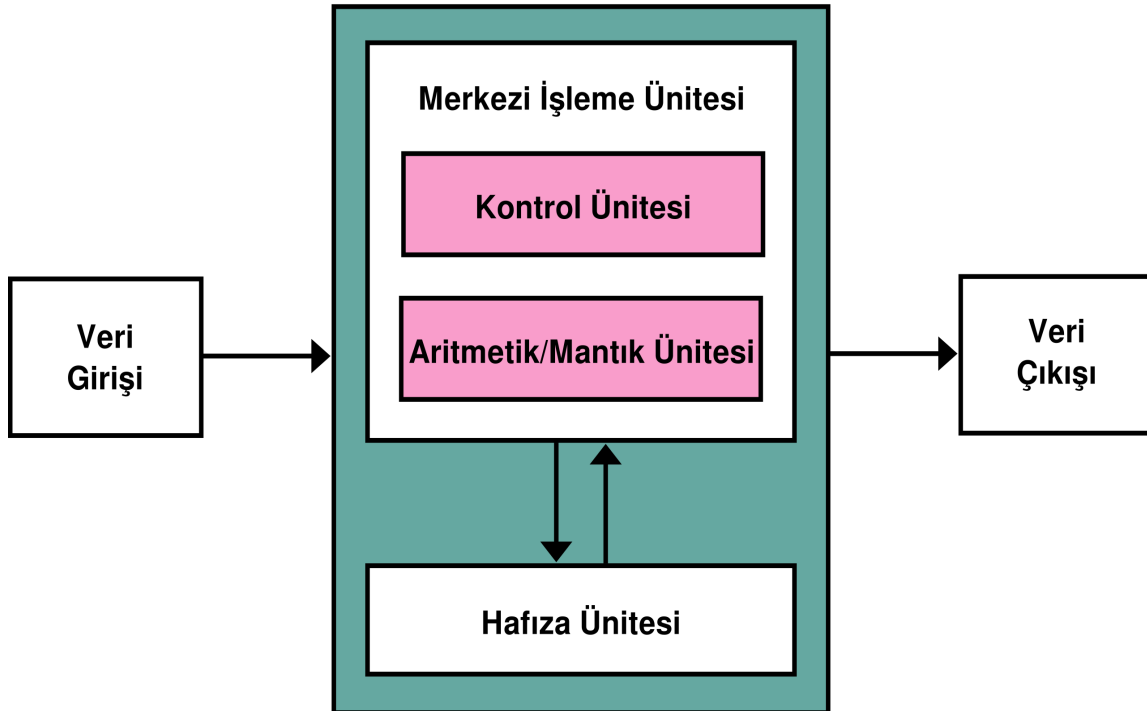 Merkezi İşleme Ünitesi
Kontrol Ünitesi
Aritmetik/Mantık Ünitesi
Veri
Girişi
Veri
Çıkışı
Hafıza Ünitesi